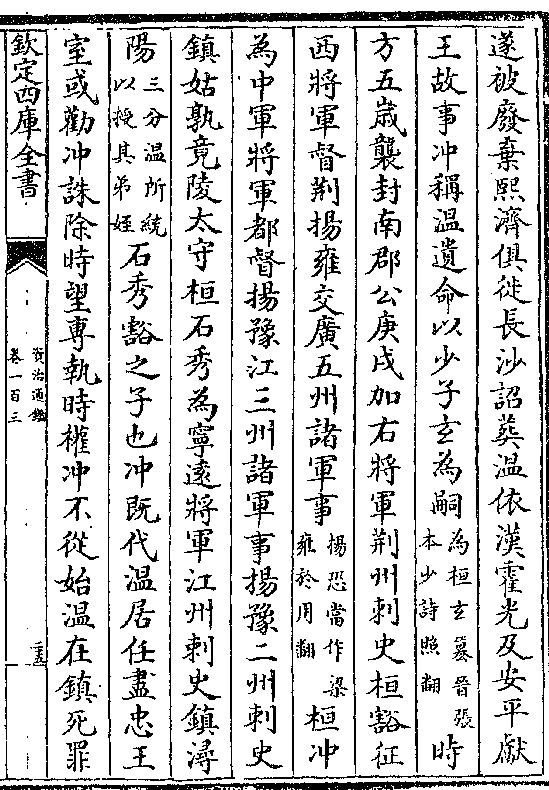 遂被廢棄熙濟俱徙長沙詔葬温依漢霍光及安平獻
王故事冲稱温遺命以少子玄為嗣
為桓玄簒晉張
本少詩照翻
時
方五歲襲封南郡公庚戌加右將軍荆州刺史桓豁征
西將軍督荆揚雍交廣五州諸軍事
揚恐當作梁
雍於用翻
桓冲
為中軍將軍都督揚豫江三州諸軍事揚豫二州刺史
鎮姑孰竟陵太守桓石秀為寧遠將軍江州刺史鎮潯
陽
三分温所統
以授其弟姪
石秀豁之子也冲既代温居任盡忠王
室或勸冲誅除時望專執時權冲不從始温在鎮死罪
欽定四庫全書
資治通鑑
卷一百三
二五